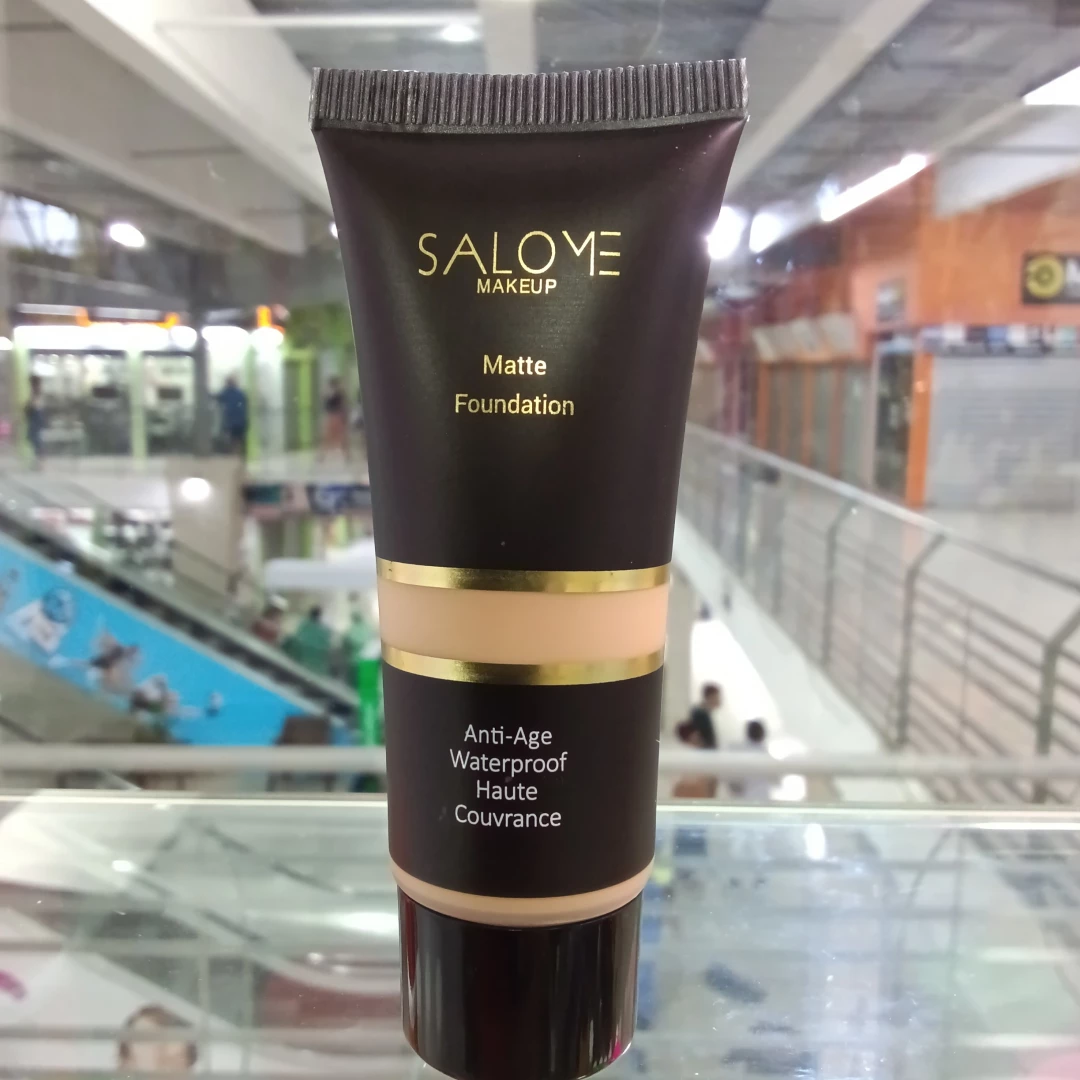 SALOME
MAKEUP
Matte
Foundation
Anti-Age
Waterproof
Haute
Couvrance